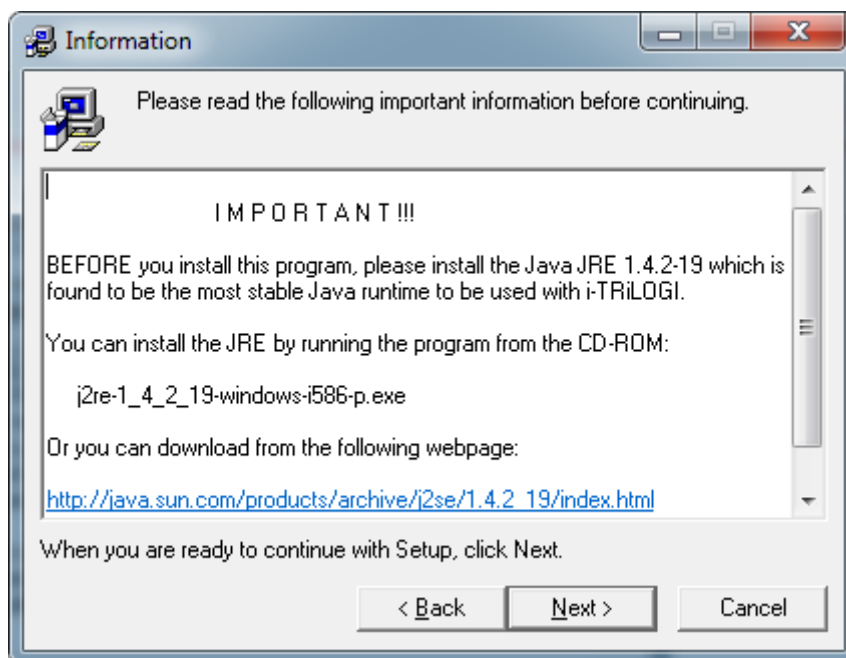 Information
Please read the following important information before continuing.
I M P O R T A N T !!!
BEFORE you install this program, please install the Java JRE 1.4.2-19 which is
found to be the most stable Java runtime to be used with i-TRiLOGI.
You can install the JRE by running the program from the CD-ROM:
j2re-1_4_2_19-windows-i586-p.exe
Or you can download from the following webpage:
http://java.sun.com/products/archive/j2se/1.4.2_19/index.html
When you are ready to continue with Setup, click Next.
< Back Next > Cancel